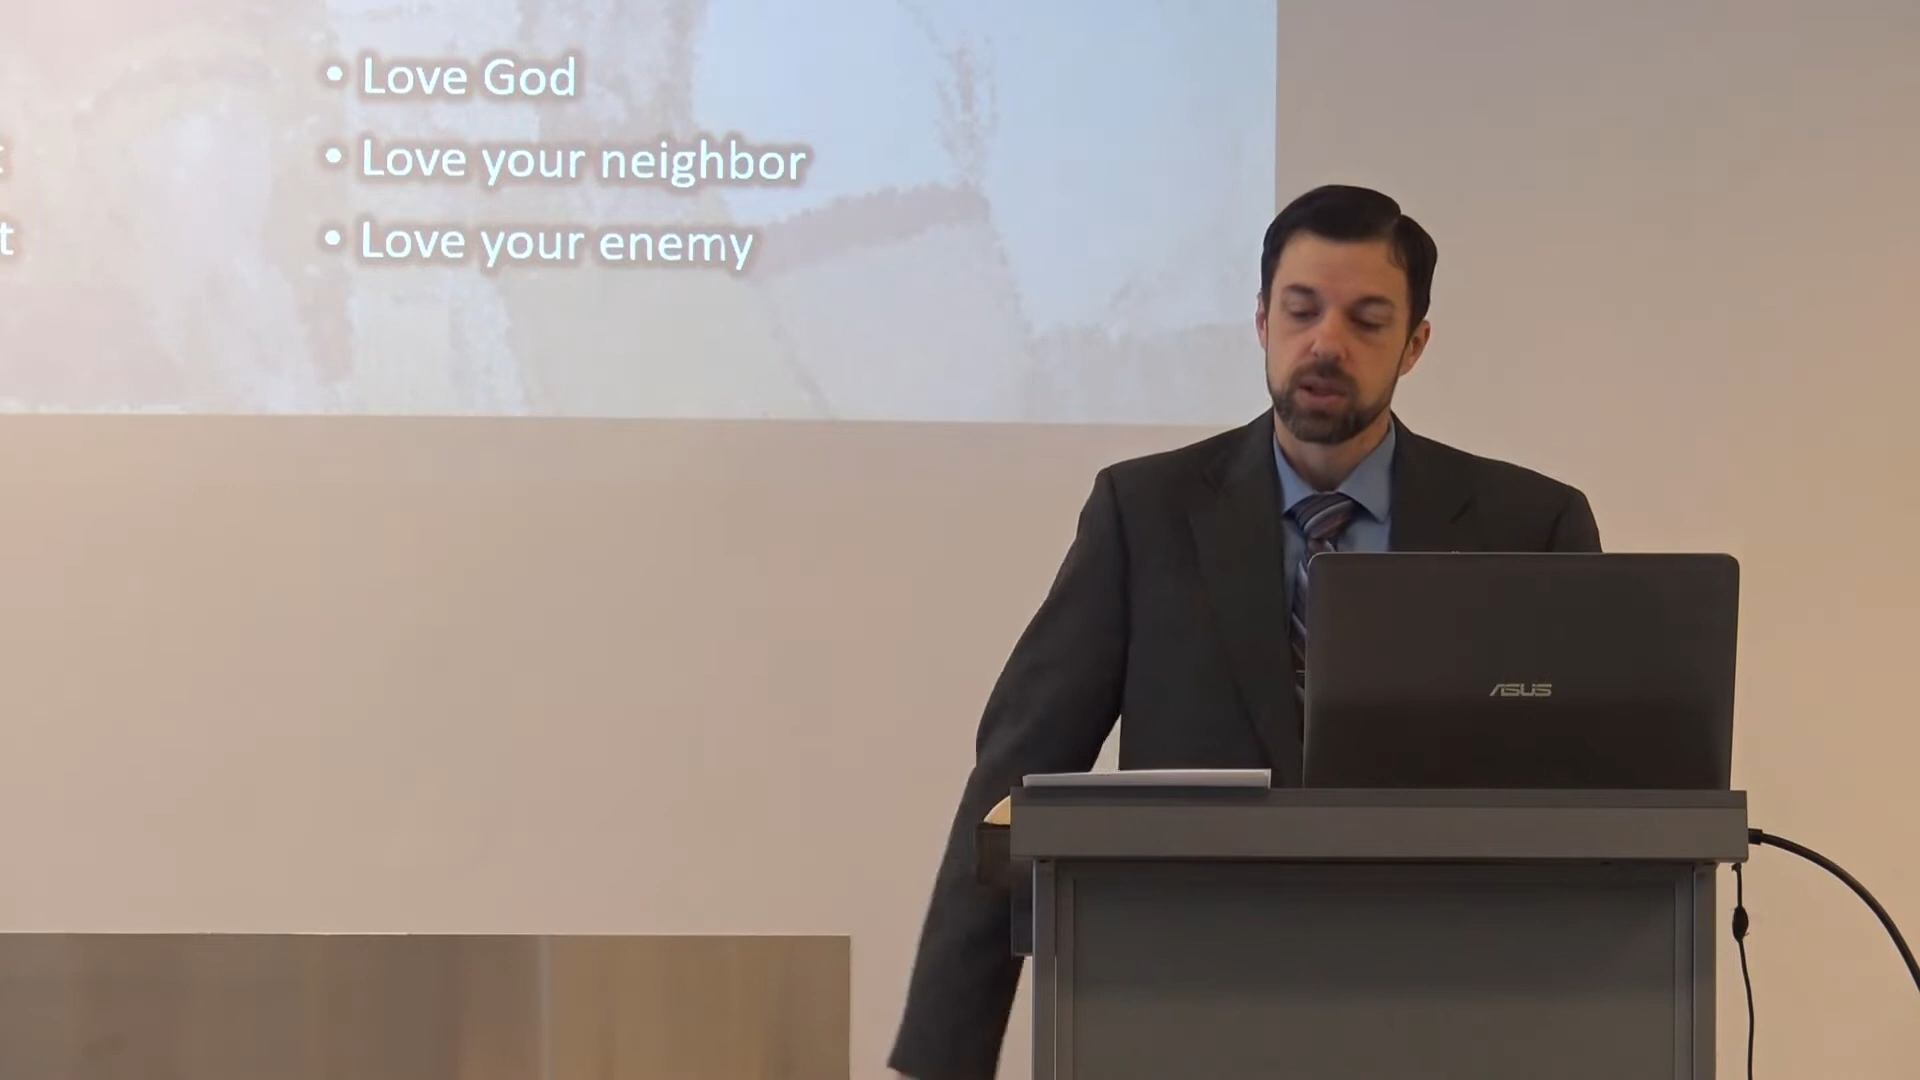 • Love God
• Love your neighbor
• Love your enemy
t
ASUS